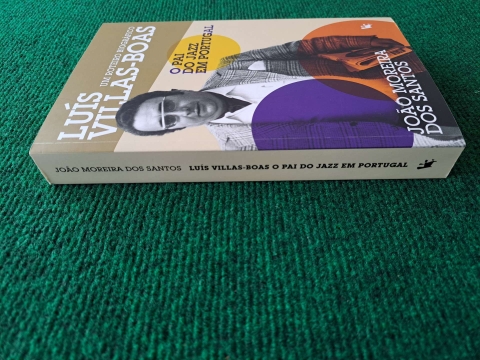 LUÍS
VILLAS-BOAS
UM ROTEIRO BIOGRÁFICO
O PAI
DO JAZZ
EM PORTUGAL
JOÃO MOREIRA
DOS SANTOS
JOÃO MOREIRA DOS SANTOS LUÍS VILLAS-BOAS O PAI DO JAZZ EM PORTUGAL